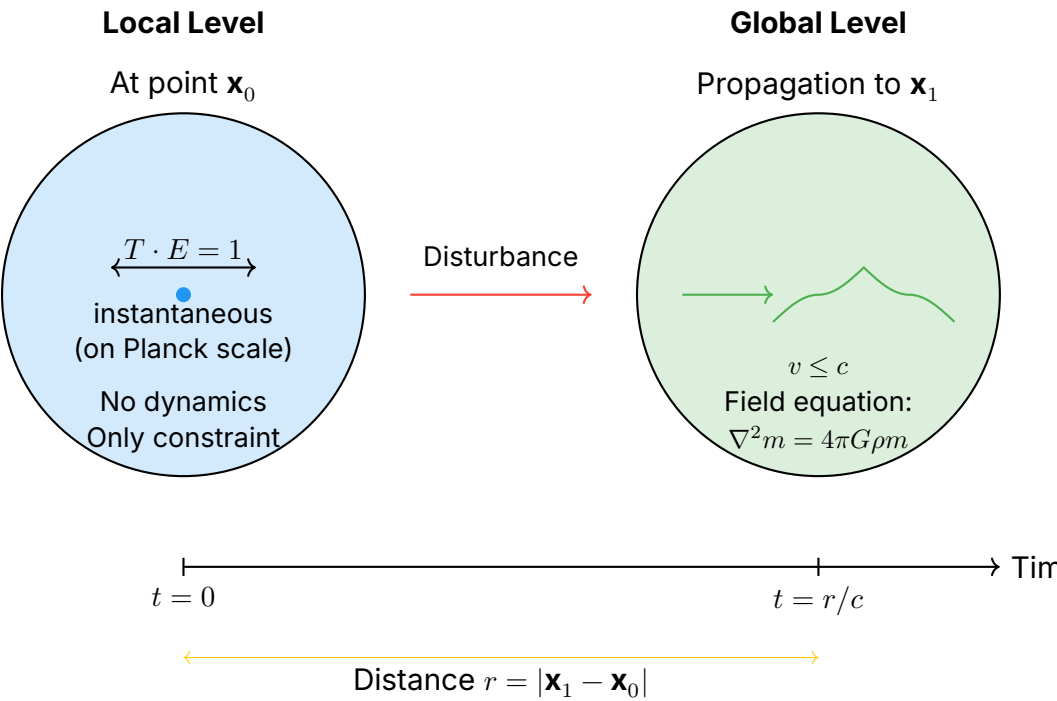 Local Level
At point x₀
T · E = 1
instantaneous
(on Planck scale)
No dynamics
Only constraint
Disturbance
Global Level
Propagation to x₁
v ≤ c
Field equation:
∇²m = 4πGρm
Tim
t = 0
t = r/c
Distance r = |x₁ − x₀|